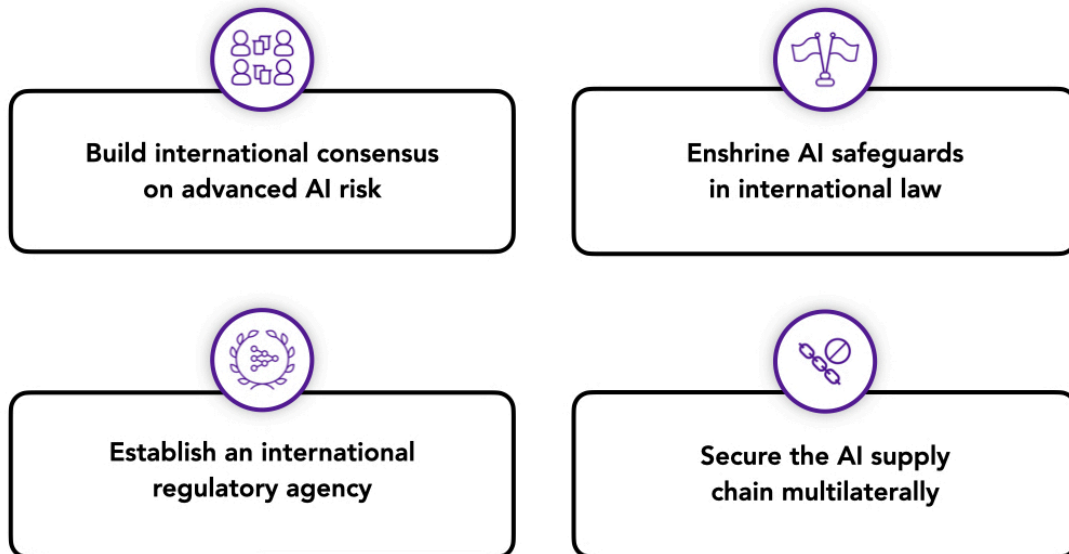 Build international consensus
on advanced AI risk
Enshrine AI safeguards
in international law
Establish an international
regulatory agency
Secure the AI supply
chain multilaterally